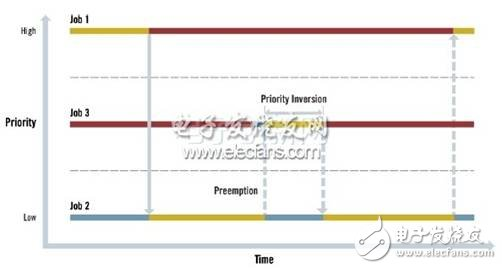 Job 1
High
Job 3
Priority Inversion
Priority
电子发烧友网
www.elecfans.com
Preemption
Job 2
Low
Time
电子发烧友
www.elecfans.com